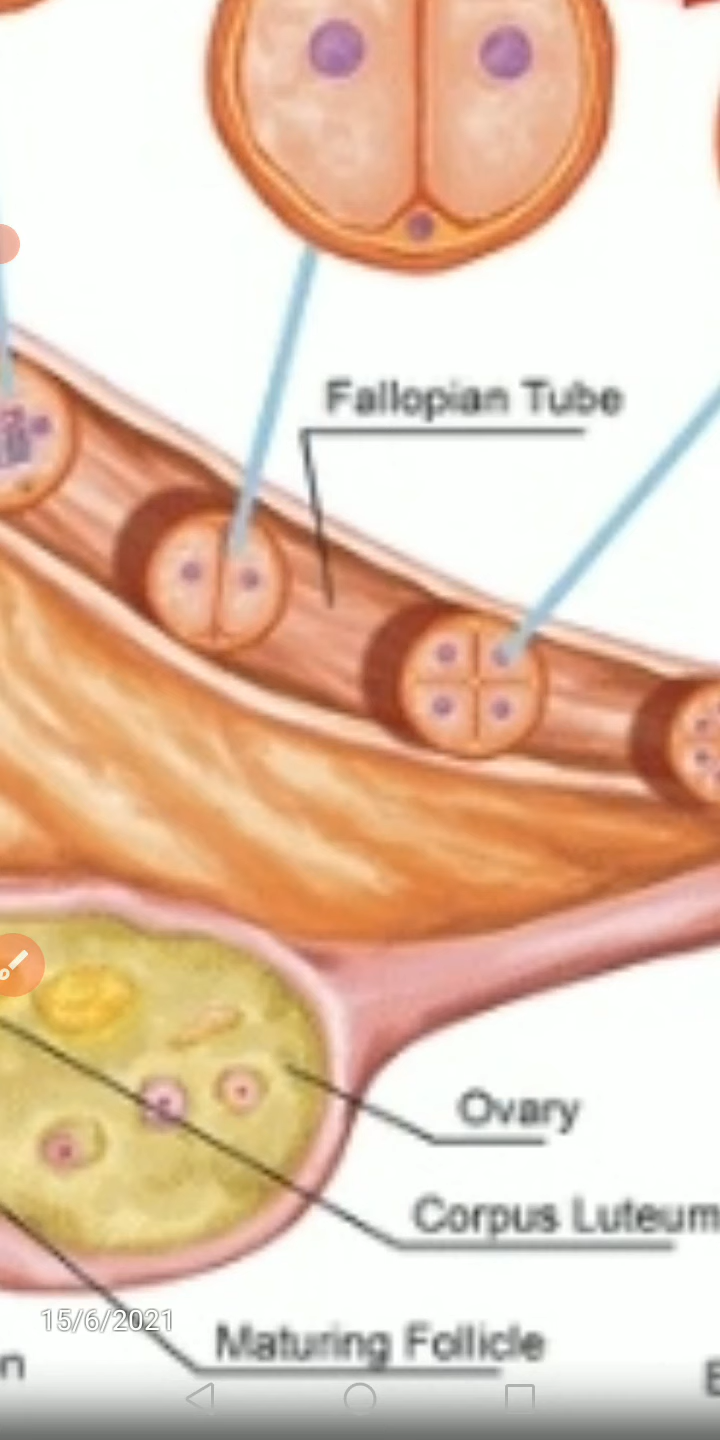 Fallopian Tube
Ovary
Corpus Luteum
Maturing Follicle
15/6/2021